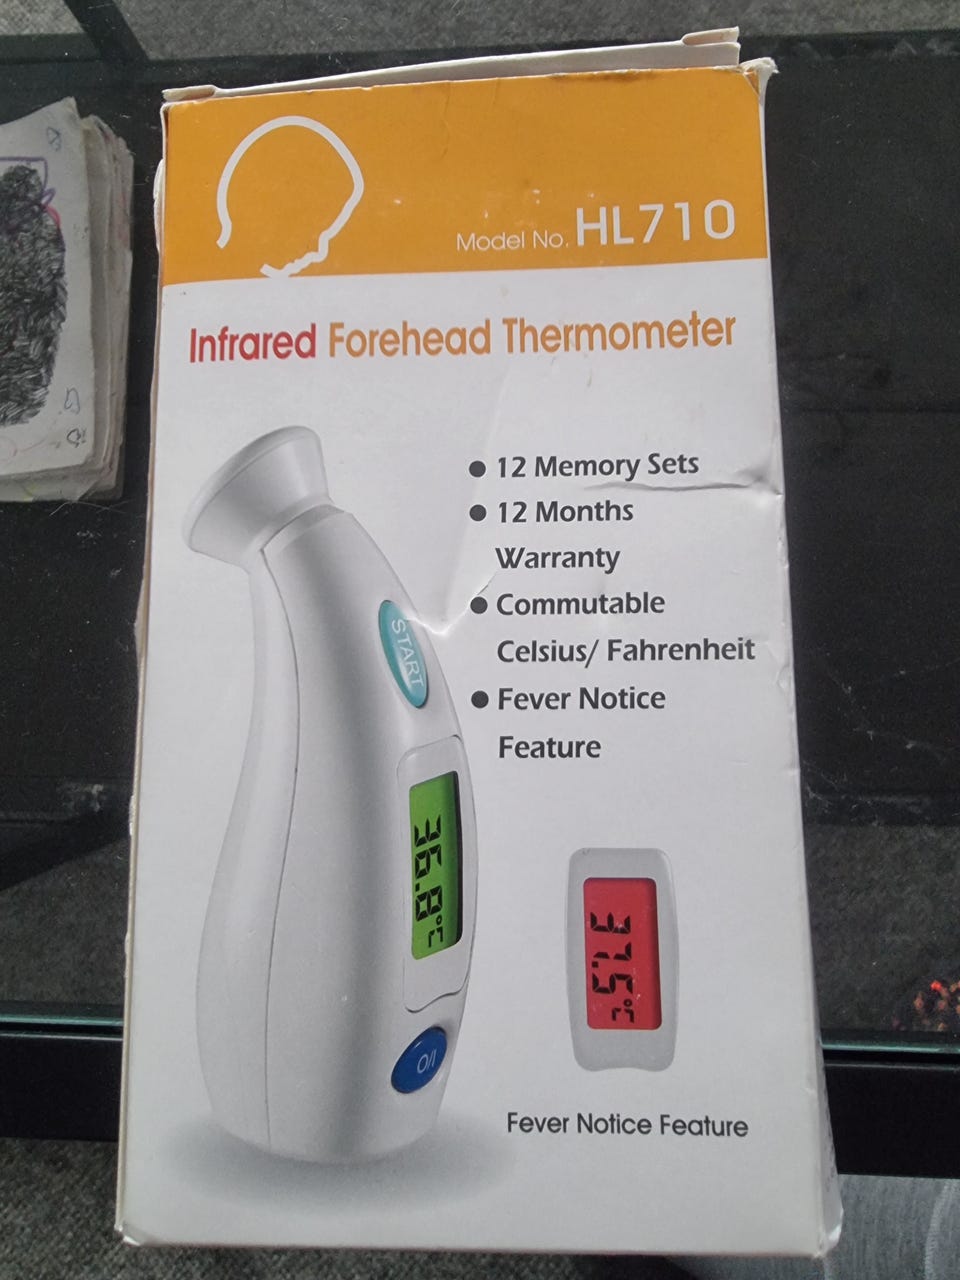 Model No. HL710
Infrared Forehead Thermometer
● 12 Memory Sets
● 12 Months
Warranty
● Commutable
Celsius/ Fahrenheit
● Fever Notice
Feature
START
36.8°C
O/I
37.5°C
Fever Notice Feature